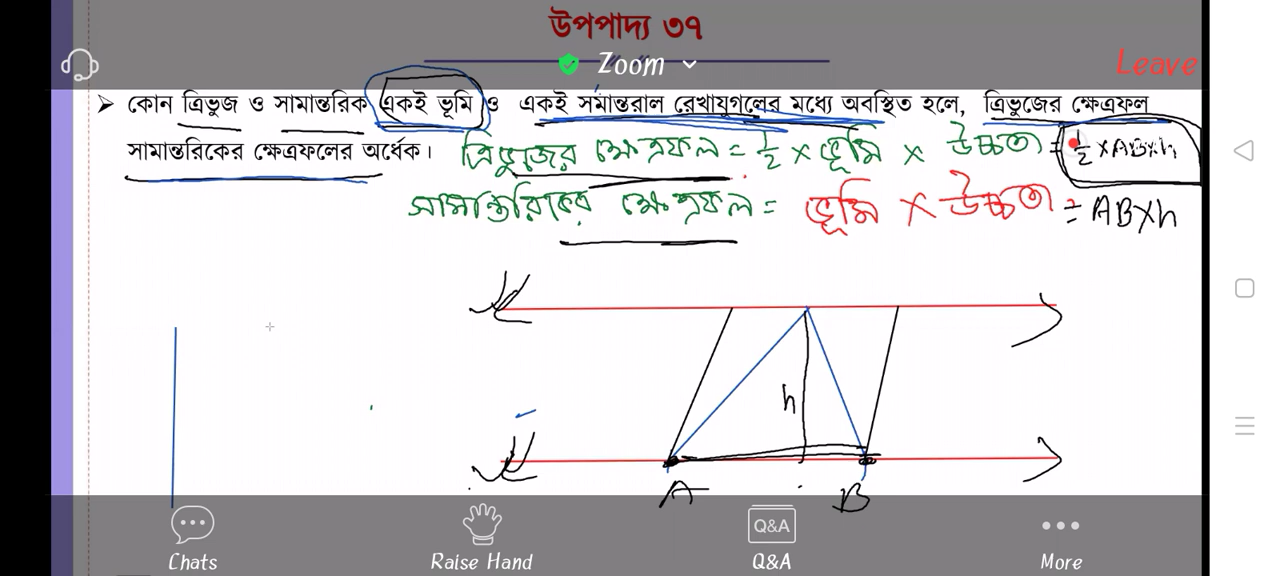 উপপাদ্য ৩৭
Zoom
Leave
➤ কোন ত্রিভুজ ও সামান্তরিক একই ভূমি ও একই সমান্তরাল রেখাযুগলের মধ্যে অবস্থিত হলে, ত্রিভুজের ক্ষেত্রফল
সামান্তরিকের ক্ষেত্রফলের অর্ধেক।
ত্রিভুজের ক্ষেত্রফল = ½ × ভূমি × উচ্চতা = ½ × AB × h
সামান্তরিকের ক্ষেত্রফল = ভূমি × উচ্চতা = AB × h
h
A B
Chats Raise Hand Q&A Q&A More